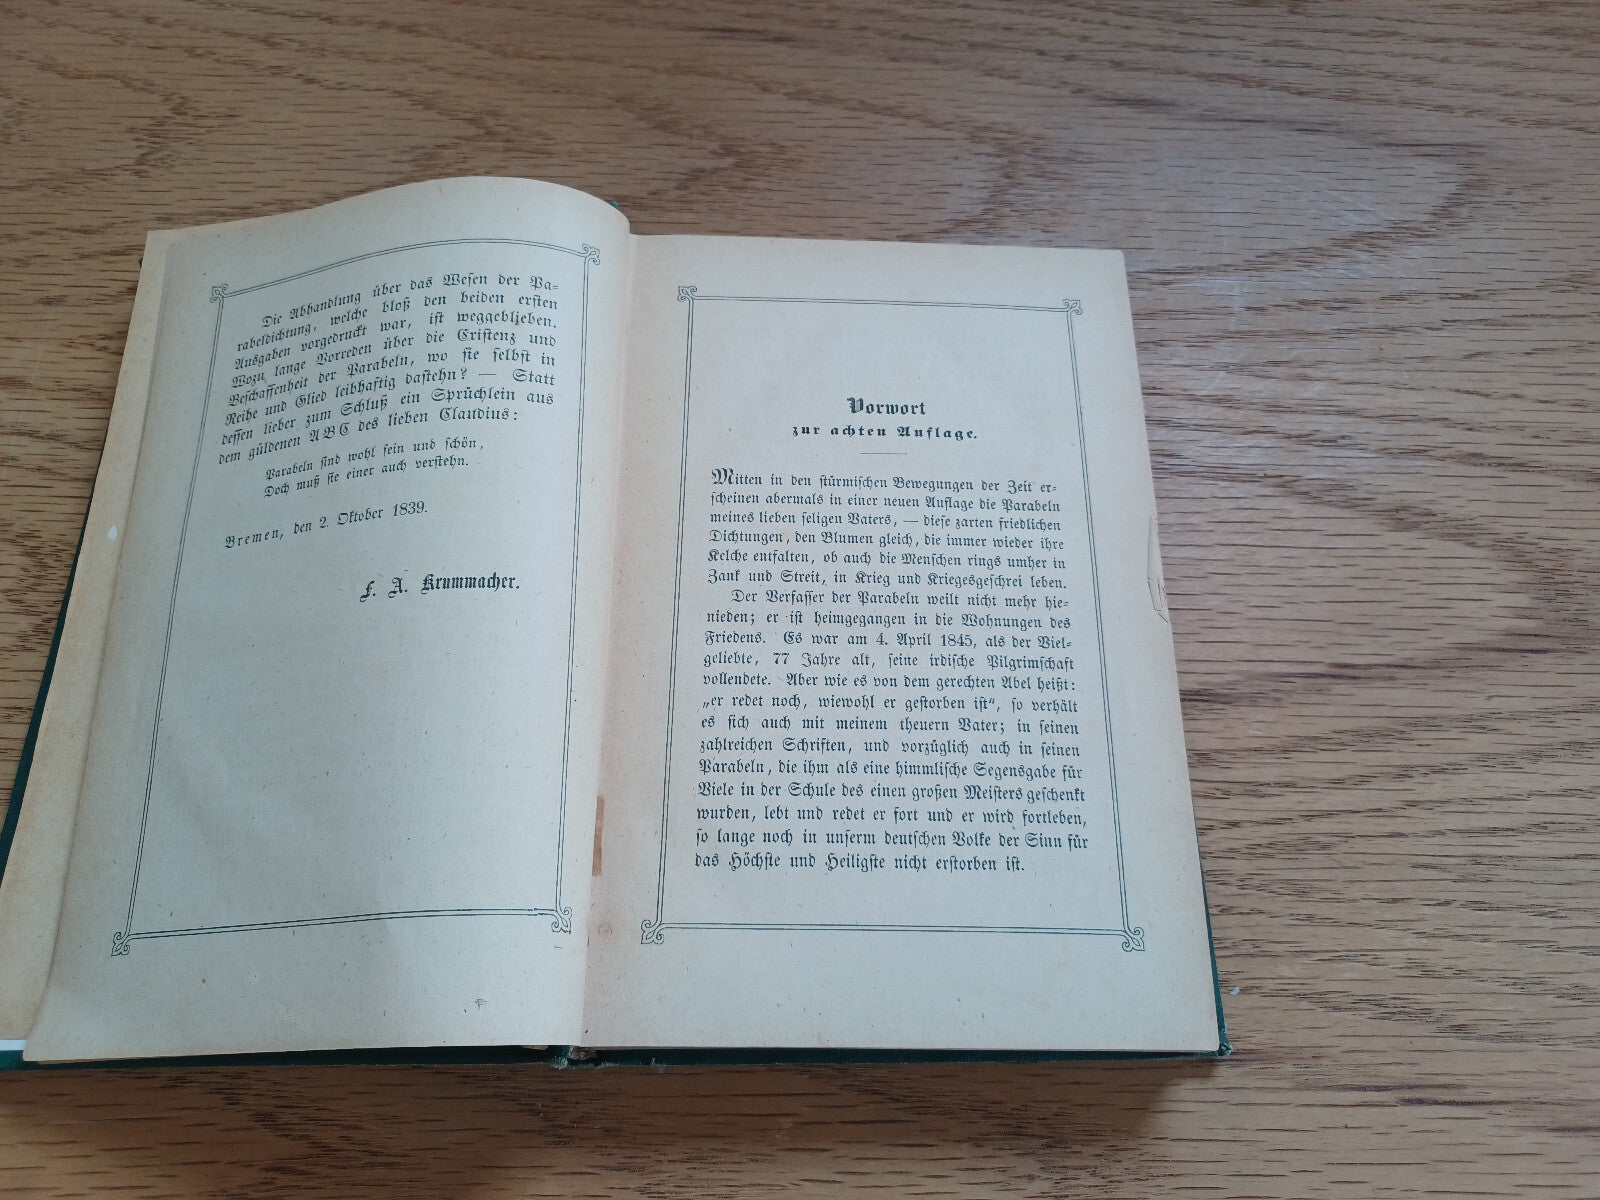 Die Abhandlung über das Wesen der Pa-
rabeldichtung, welche bloß den beiden ersten
Ausgaben vorgedruckt war, ist weggeblieben.
Wozu lange Vorreden über die Existenz und
Beschaffenheit der Parabeln, wo sie selbst in
Reihe und Glied leibhaftig dastehn? — Statt
dessen lieber zum Schluß ein Sprüchlein aus
dem güldenen ABC des lieben Claudius:
Parabeln sind wohl fein und schön,
Doch muß sie einer auch verstehn.
Bremen, den 2. Oktober 1839.
F. A. Krummacher.
Vorwort
zur achten Auflage.
Mitten in den stürmischen Bewegungen der Zeit er-
scheinen abermals in einer neuen Auflage die Parabeln
meines lieben seligen Vaters, — diese zarten friedlichen
Dichtungen, den Blumen gleich, die immer wieder ihre
Kelche entfalten, ob auch die Menschen rings umher in
Zank und Streit, in Krieg und Kriegesgeschrei leben.
Der Verfasser der Parabeln weilt nicht mehr hie-
nieden; er ist heimgegangen in die Wohnungen des
Friedens. Es war am 4. April 1845, als der Viel-
geliebte, 77 Jahre alt, seine irdische Pilgrimschaft
vollendete. Aber wie es von dem gerechten Abel heißt:
„er redet noch, wiewohl er gestorben ist“, so verhält
es sich auch mit meinem theuern Vater; in seinen
zahlreichen Schriften, und vorzüglich auch in seinen
Parabeln, die ihm als eine himmlische Segensgabe für
Viele in der Schule des einen großen Meisters geschenkt
wurden, lebt und redet er fort und er wird fortleben,
so lange noch in unserm deutschen Volke der Sinn für
das Höchste und Heiligste nicht erstorben ist.